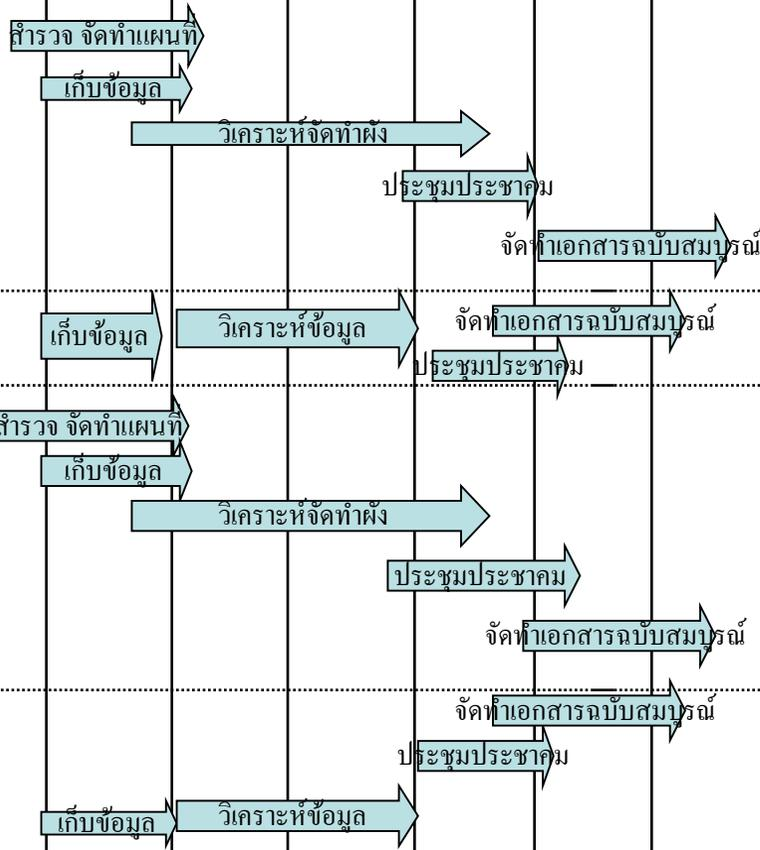 สำรวจ จัดทำแผนที่
เก็บข้อมูล
วิเคราะห์จัดทำผัง
ประชุมประชาคม
จัดทำเอกสารฉบับสมบูรณ์
เก็บข้อมูล
วิเคราะห์ข้อมูล
จัดทำเอกสารฉบับสมบูรณ์
ประชุมประชาคม
สำรวจ จัดทำแผนที่
เก็บข้อมูล
วิเคราะห์จัดทำผัง
ประชุมประชาคม
จัดทำเอกสารฉบับสมบูรณ์
จัดทำเอกสารฉบับสมบูรณ์
ประชุมประชาคม
เก็บข้อมูล
วิเคราะห์ข้อมูล